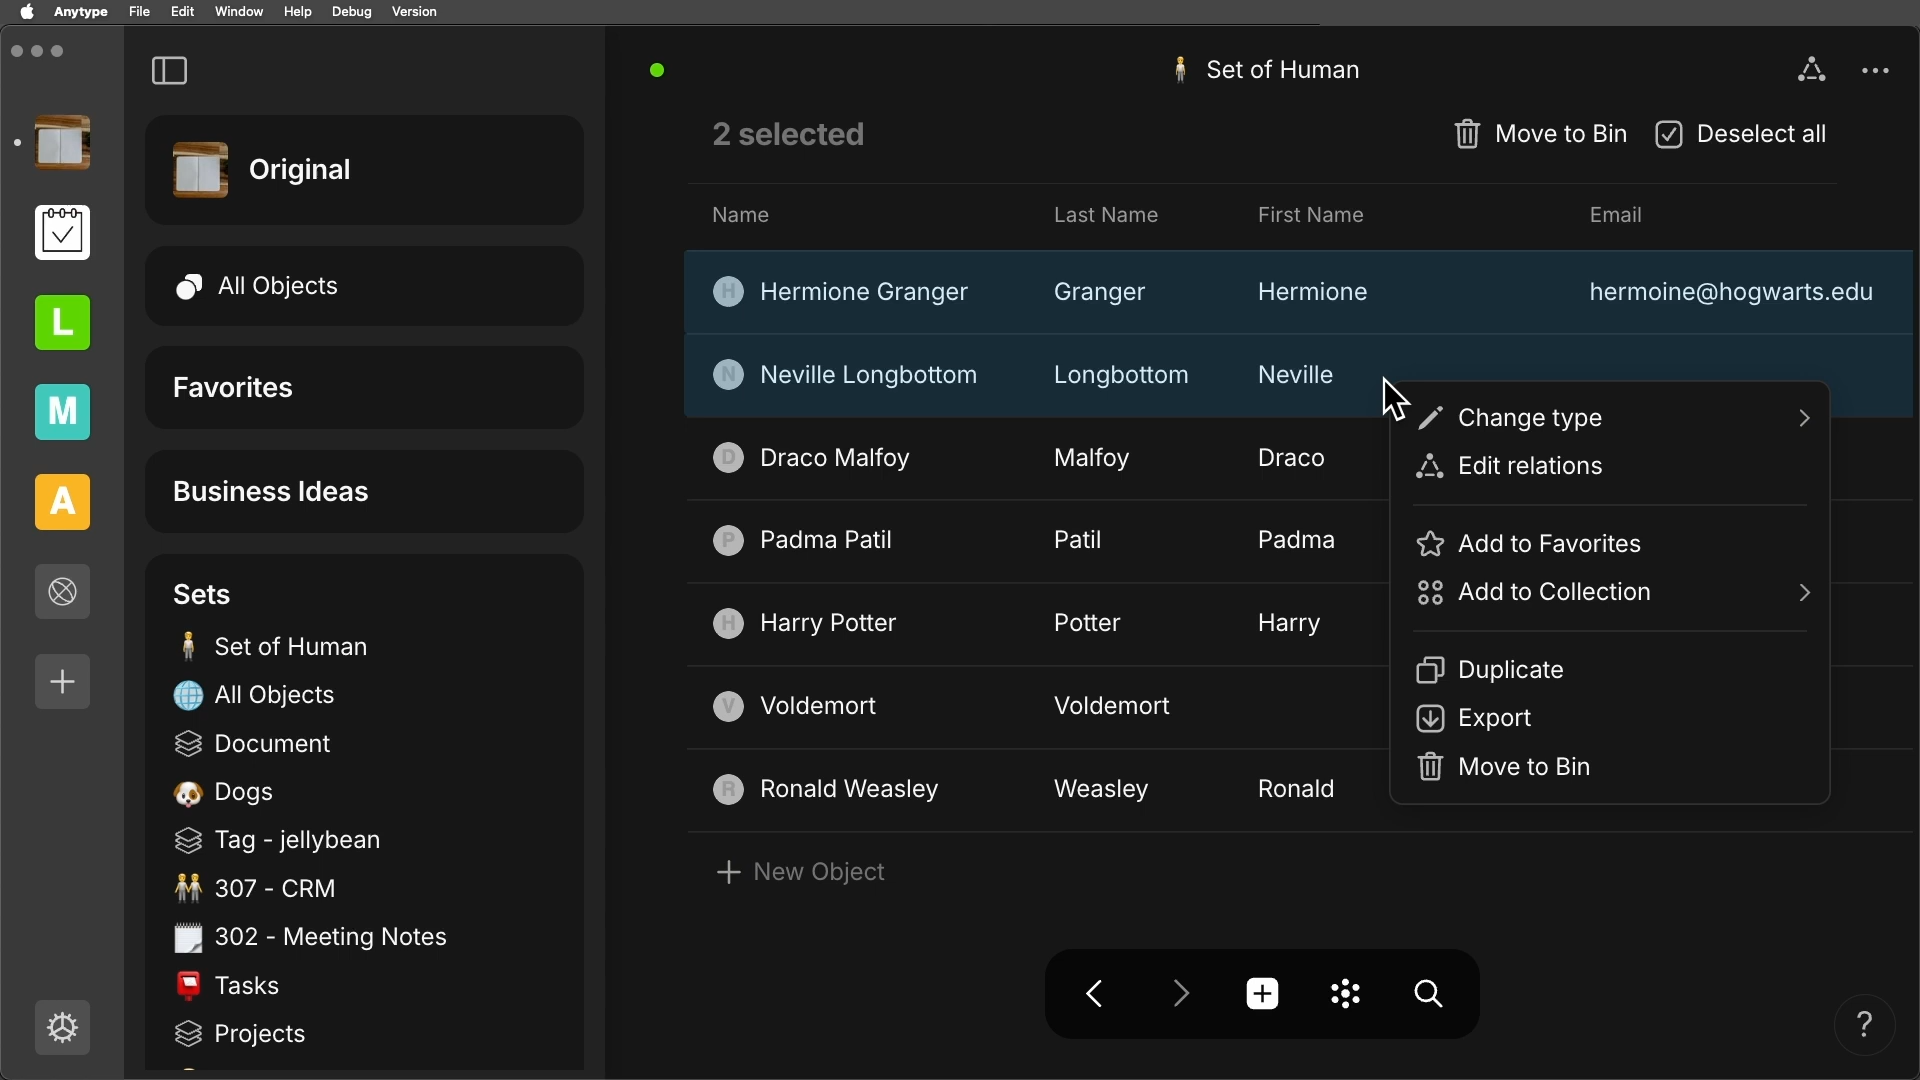 Anytype File Edit Window Help Debug Version
Set of Human
Original
All Objects
Favorites
Business Ideas
Sets
Set of Human
All Objects
Document
Dogs
Tag - jellybean
307 - CRM
302 - Meeting Notes
Tasks
Projects
L
M
A
2 selected
Move to Bin Deselect all
Name Last Name First Name Email
H Hermione Granger Granger Hermione hermoine@hogwarts.edu
N Neville Longbottom Longbottom Neville
D Draco Malfoy Malfoy Draco
P Padma Patil Patil Padma
H Harry Potter Potter Harry
V Voldemort Voldemort
R Ronald Weasley Weasley Ronald
New Object
Change type
Edit relations
Add to Favorites
Add to Collection
Duplicate
Export
Move to Bin
?